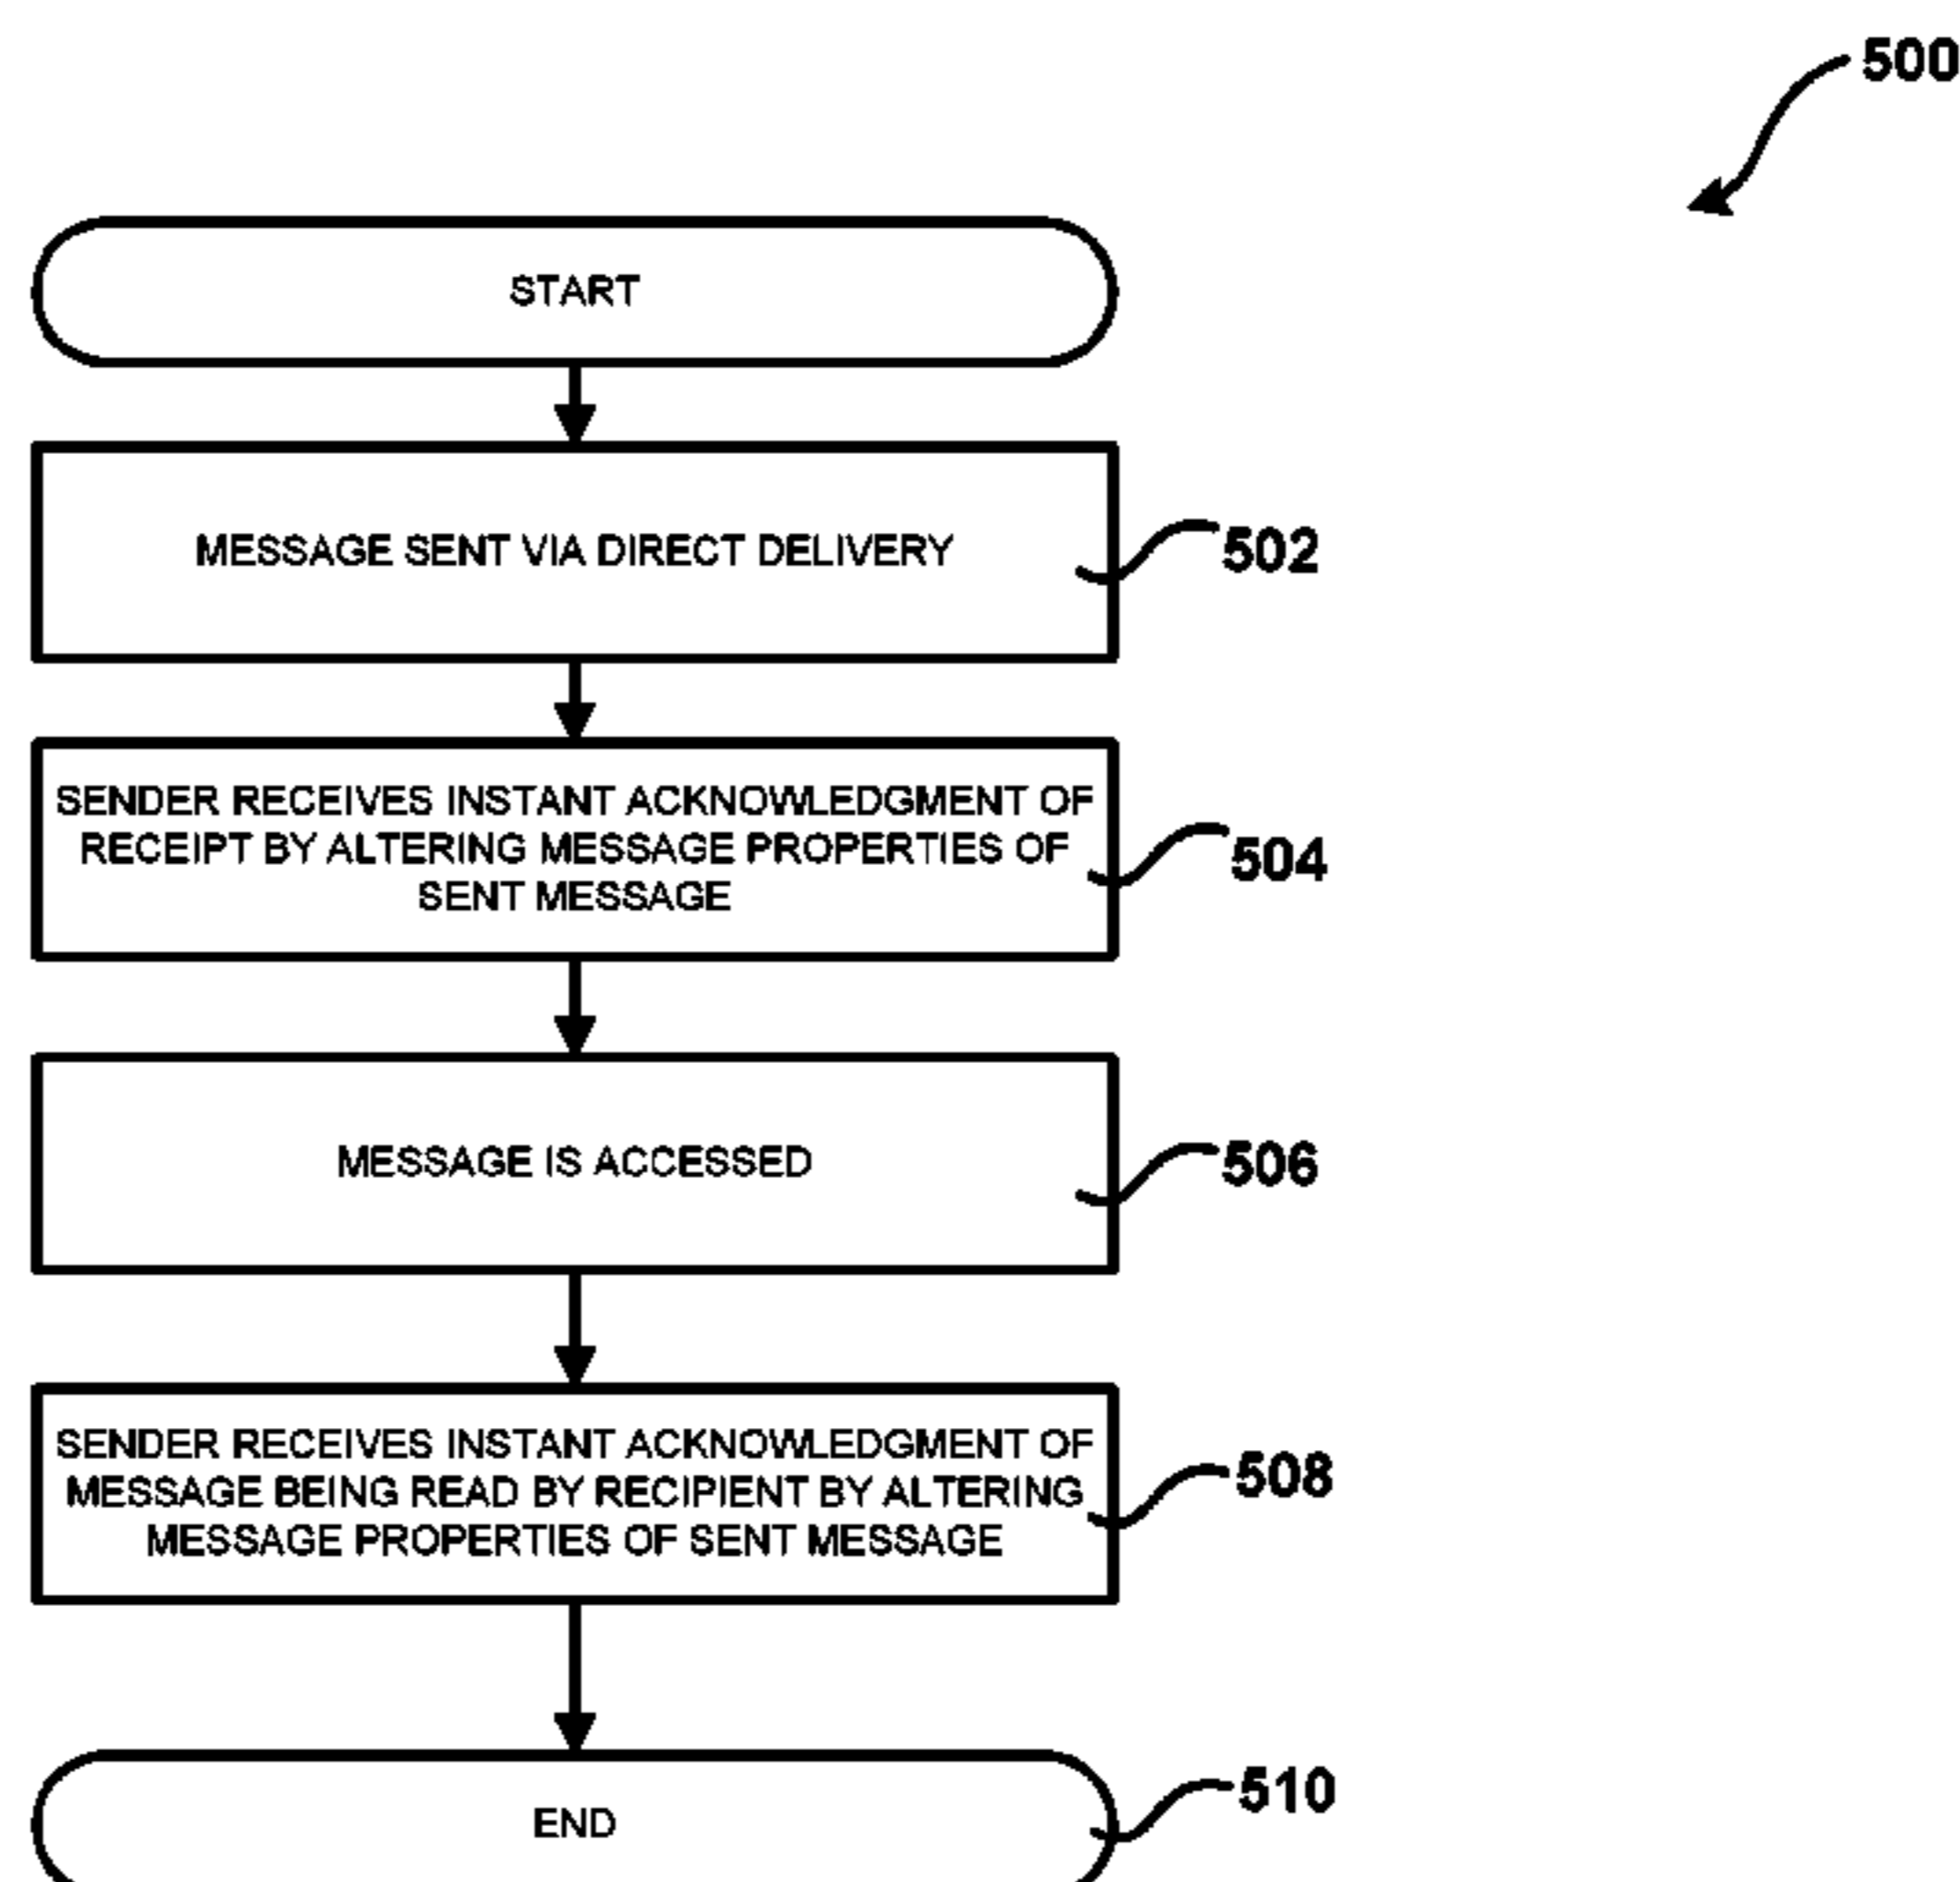 500
START
MESSAGE SENT VIA DIRECT DELIVERY
502
SENDER RECEIVES INSTANT ACKNOWLEDGMENT OF
RECEIPT BY ALTERING MESSAGE PROPERTIES OF
SENT MESSAGE
504
MESSAGE IS ACCESSED
506
SENDER RECEIVES INSTANT ACKNOWLEDGMENT OF
MESSAGE BEING READ BY RECIPIENT BY ALTERING
MESSAGE PROPERTIES OF SENT MESSAGE
508
END
510